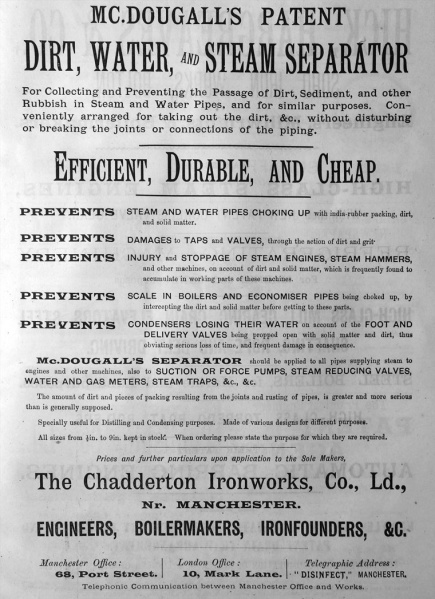 MC.DOUGALL'S PATENT
DIRT, WATER, AND STEAM SEPARATOR
For Collecting and Preventing the Passage of Dirt, Sediment, and other
Rubbish in Steam and Water Pipes, and for similar purposes. Con-
veniently arranged for taking out the dirt, &c., without disturbing
or breaking the joints or connections of the piping.
EFFICIENT, DURABLE, AND CHEAP.
PREVENTS STEAM AND WATER PIPES CHOKING UP with india-rubber packing, dirt,
and solid matter.
PREVENTS DAMAGES to TAPS and VALVES, through the action of dirt and grit
PREVENTS INJURY and STOPPAGE OF STEAM ENGINES, STEAM HAMMERS,
and other machines, on account of dirt and solid matter, which is frequently found to
accumulate in working parts of these machines.
PREVENTS SCALE IN BOILERS AND ECONOMISER PIPES being choked up, by
intercepting the dirt and solid matter before getting to these parts.
PREVENTS CONDENSERS LOSING THEIR WATER on account of the FOOT AND
DELIVERY VALVES being propped open with solid matter and dirt, thus
obviating serious loss of time, and frequent damage in consequence.
Mc.DOUGALL'S SEPARATOR should be applied to all pipes supplying steam to
engines and other machines, also to SUCTION OR FORCE PUMPS, STEAM REDUCING VALVES,
WATER AND GAS METERS, STEAM TRAPS, &c., &c.
The amount of dirt and pieces of packing resulting from the joints and rusting of pipes, is greater and more serious
than is generally supposed.
Specially useful for Distilling and Condensing purposes. Made of various designs for different purposes.
All sizes from in. to 9in. kept in stock. When ordering please state the purpose for which they are required.
Prices and further particulars upon application to the Sole Makers,
The Chadderton Ironworks, Co., Ld.,
Nr. MANCHESTER.
ENGINEERS, BOILERMAKERS, IRONFOUNDERS, &C.
Manchester Office: London Office: Telegraphic Address:
68, Port Street. 10, Mark Lane. "DISINFECT," MANCHESTER.
Telephonic Communication between Manchester Office and Works.